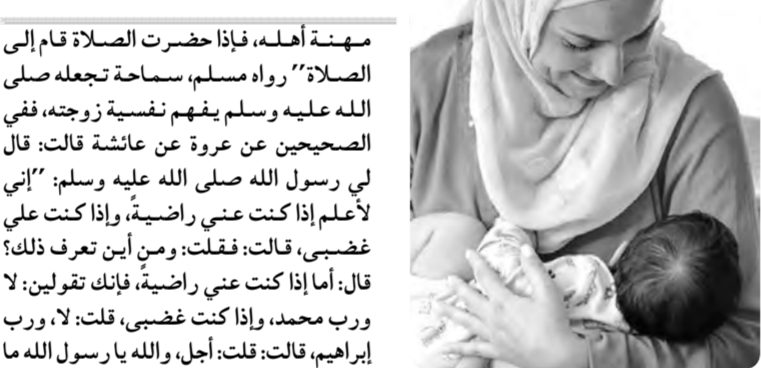 مهنة أهله، فإذا حضرت الصلاة قام إلى
الصلاة" رواه مسلم، سماحة تجعله صلى
الله عليه وسلم يفهم نفسية زوجته، ففي
الصحيحين عن عروة عن عائشة قالت: قال
لي رسول الله صلى الله عليه وسلم: "إني
لأعلم إذا كنت عني راضيةً، وإذا كنت علي
غضبى، قالت: فقلت: ومن أين تعرف ذلك؟
قال: أما إذا كنت عني راضيةً، فإنك تقولين: لا
ورب محمد، وإذا كنت غضبى، قلت: لا، ورب
إبراهيم، قالت: قلت: أجل، والله يا رسول الله ما